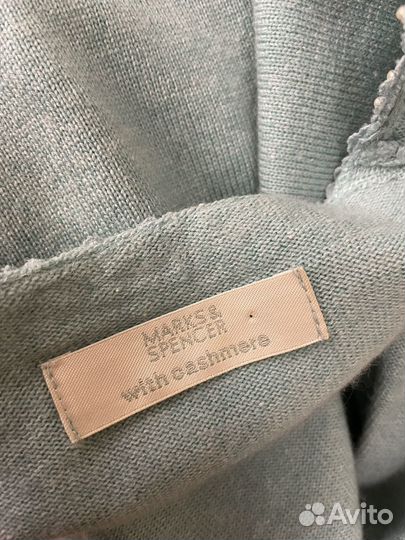 MARKS &
SPENCER
with cashmere
Avito